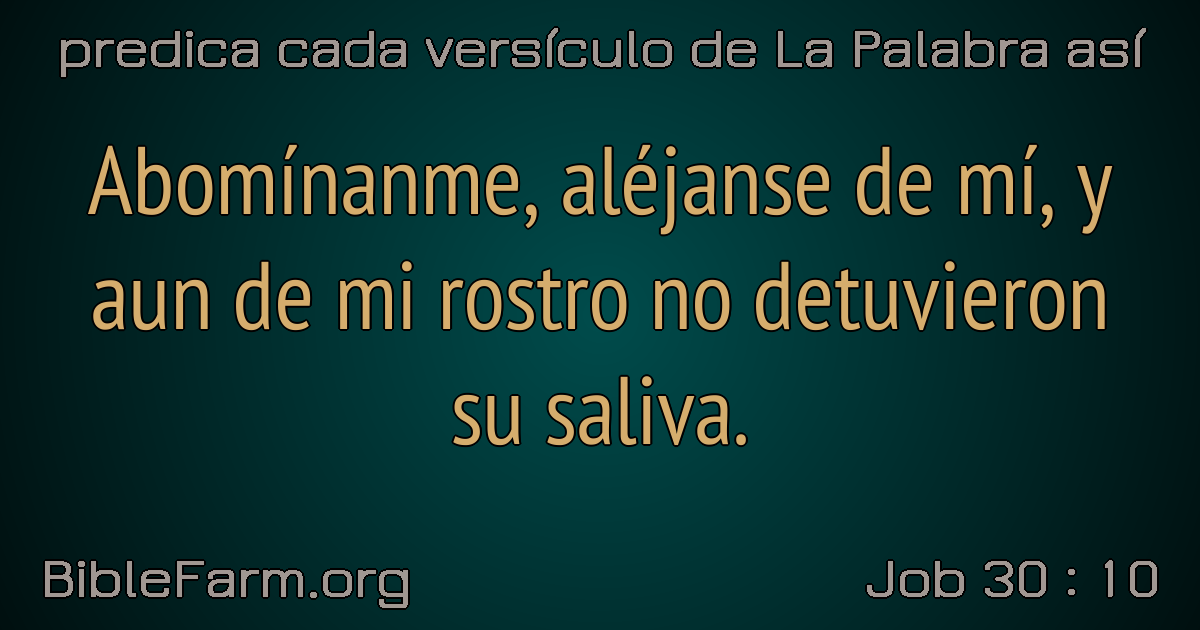 predica cada versículo de La Palabra así
Abomínanme, aléjanse de mí, y
aun de mi rostro no detuvieron
su saliva.
BibleFarm.org
Job 30 : 10